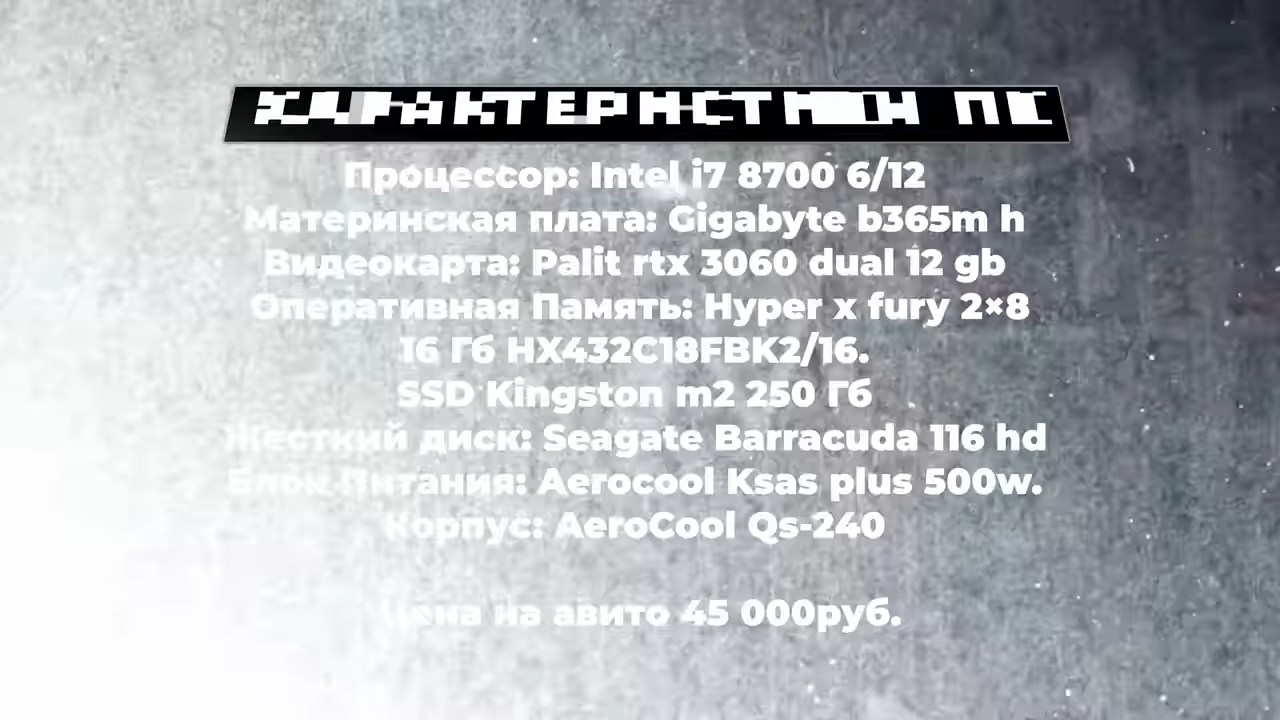 ХАРАКТЕРИСТИКИ ПК
Процессор: Intel i7 8700 6/12
Материнская плата: Gigabyte b365m h
Видеокарта: Palit rtx 3060 dual 12 gb
Оперативная Память: Hyper x fury 2×8
16 Гб HX432C18FBK2/16.
SSD Kingston m2 250 Гб
Жесткий диск: Seagate Barracuda 116 hd
Блок Питания: Aerocool Ksas plus 500w.
Корпус: AeroCool Qs-240
Цена на авито 45 000руб.